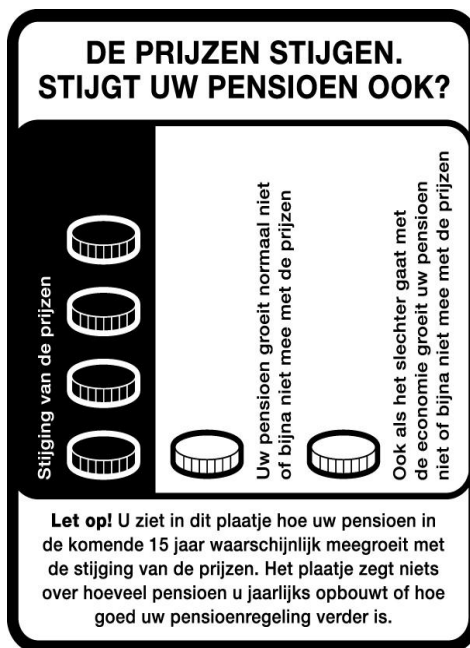 DE PRIJZEN STIJGEN.
STIJGT UW PENSIOEN OOK?
Stijging van de prijzen
Uw pensioen groeit normaal niet
of bijna niet mee met de prijzen
Ook als het slechter gaat met
de economie groeit uw pensioen
niet of bijna niet mee met de prijzen
Let op! U ziet in dit plaatje hoe uw pensioen in
de komende 15 jaar waarschijnlijk meegroeit met
de stijging van de prijzen. Het plaatje zegt niets
over hoeveel pensioen u jaarlijks opbouwt of hoe
goed uw pensioenregeling verder is.